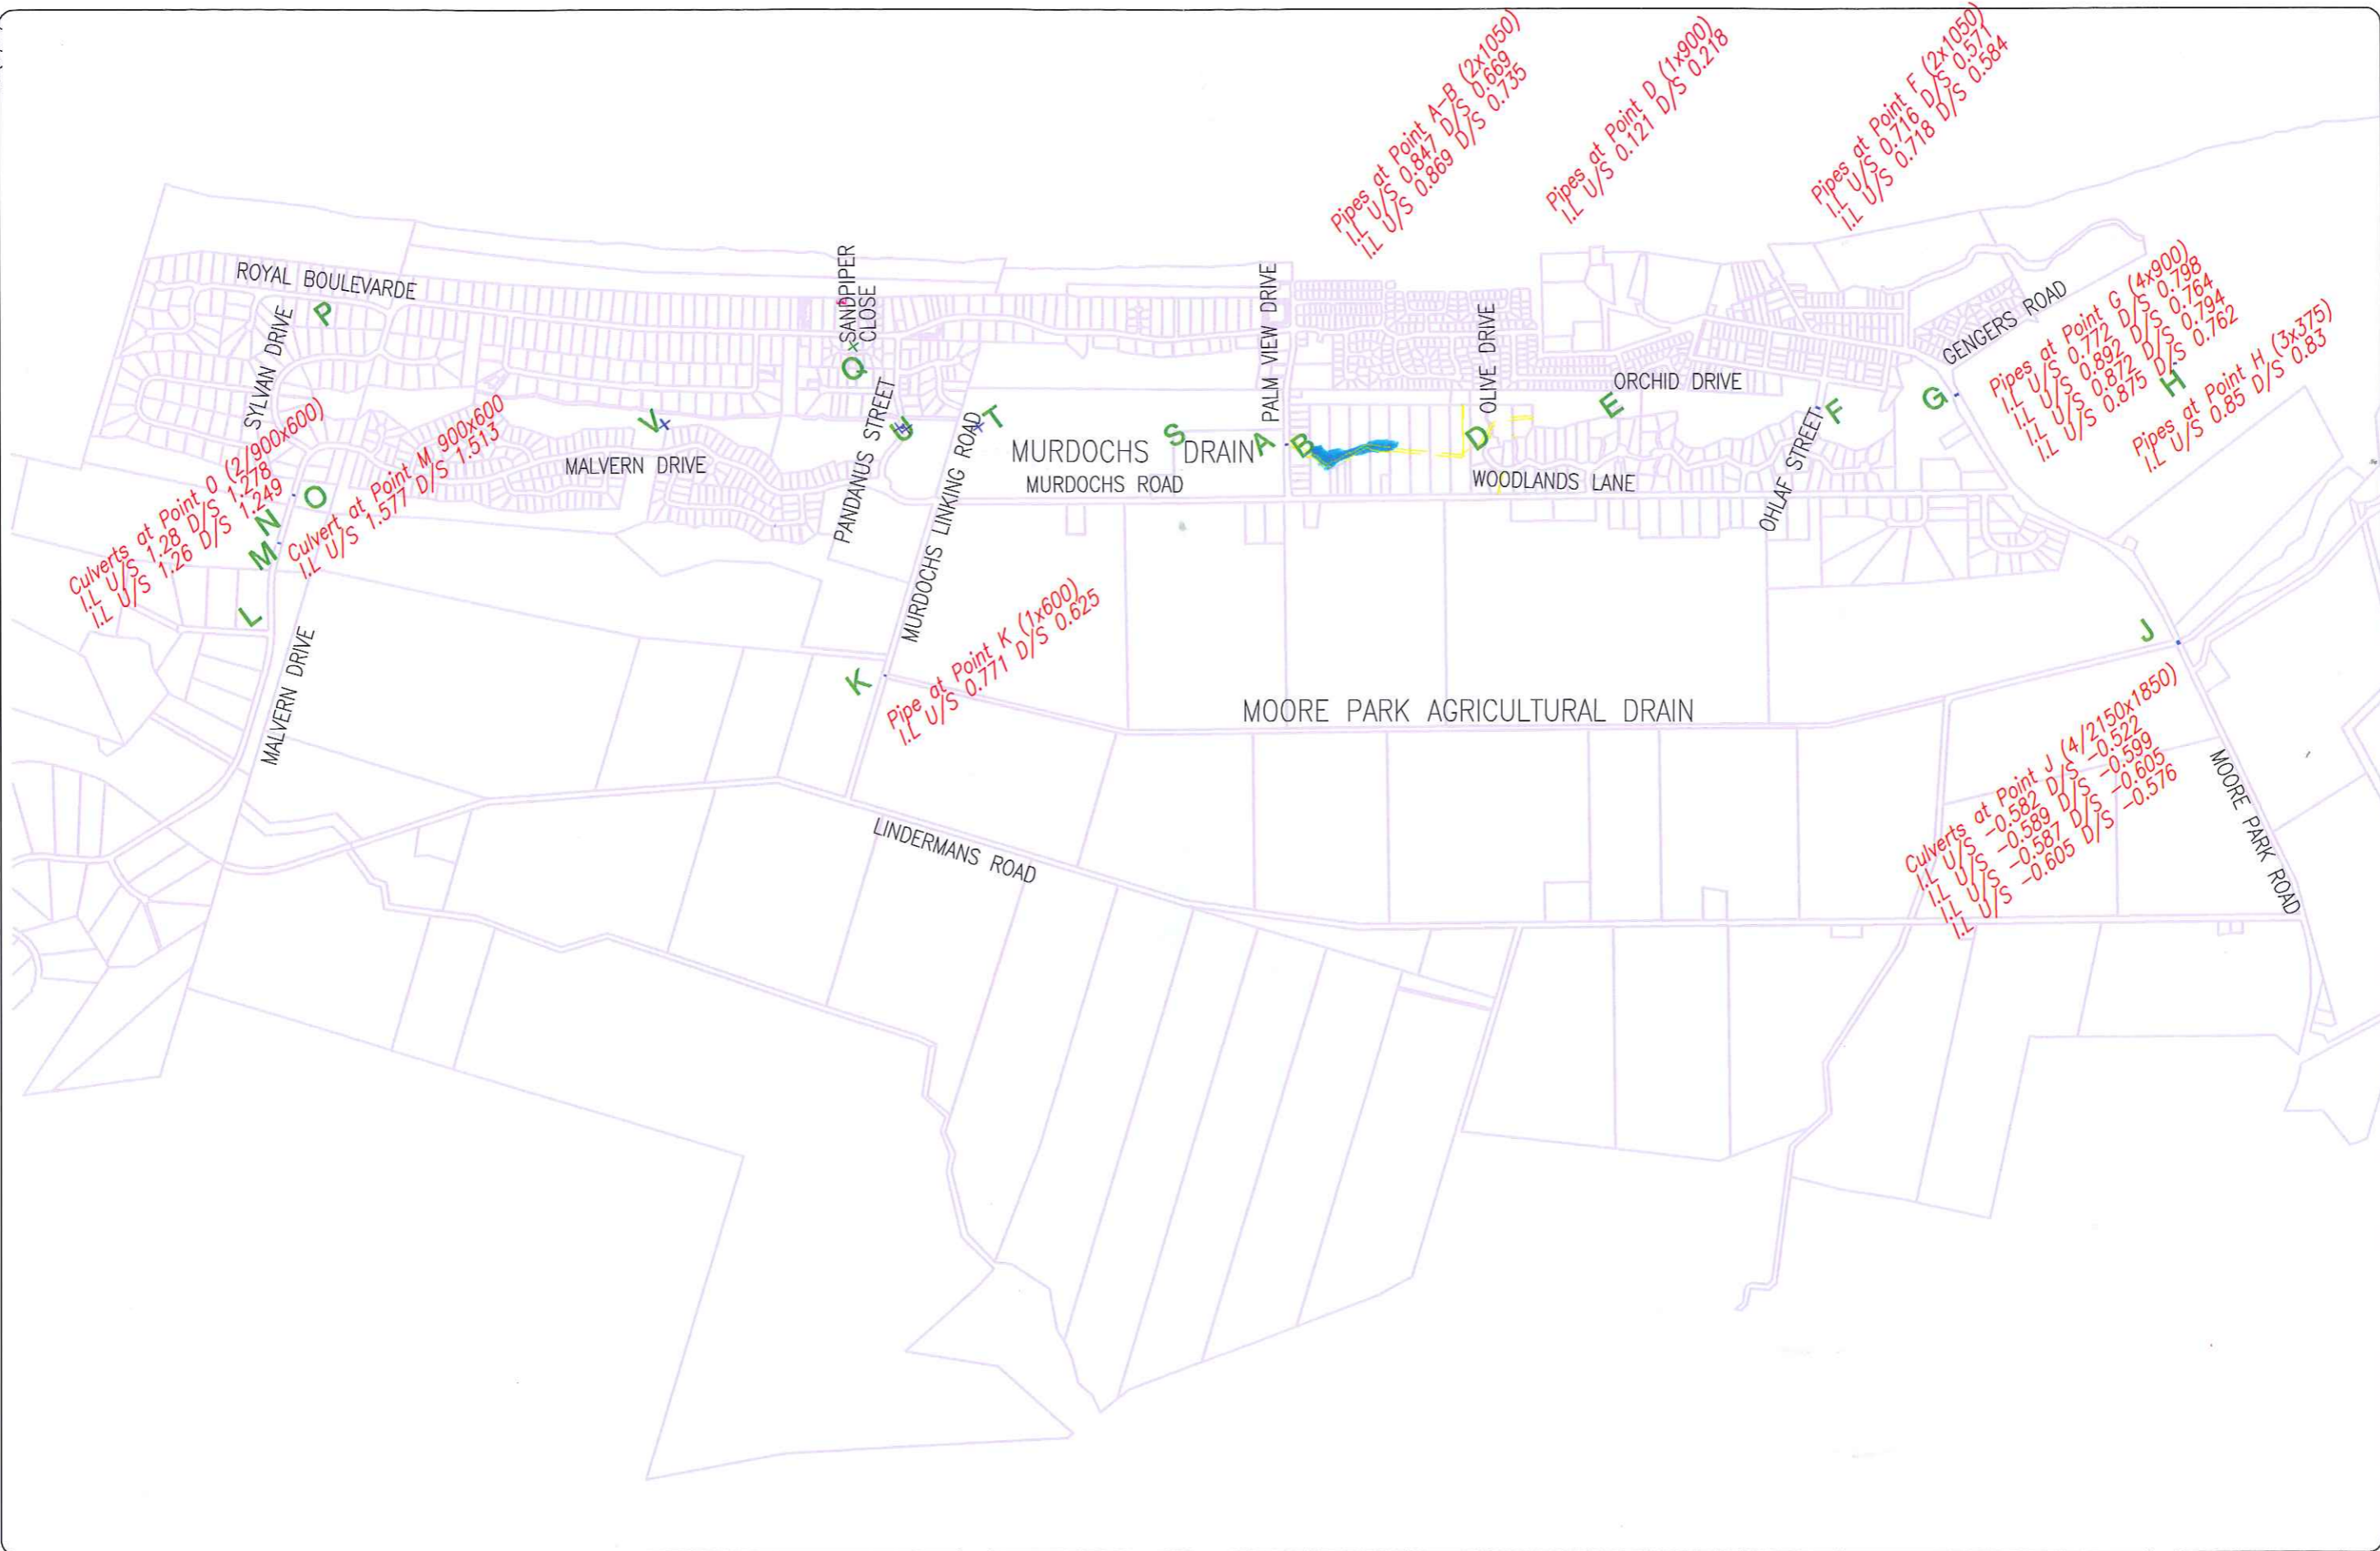 Pipes at Point A-B (2x1050)
I.L U/S 0.847 D/S 0.669
I.L U/S 0.869 D/S 0.735
Pipes at Point D (1x900)
I.L U/S 0.121 D/S 0.218
Pipes at Point F (2x1050)
I.L U/S 0.716 D/S 0.571
I.L U/S 0.718 D/S 0.584
ROYAL BOULEVARDE
SYLVAN DRIVE
P
SANDPIPER
CLOSE
Q
PALM VIEW DRIVE
OLIVE DRIVE
ORCHID DRIVE
E
GENGERS ROAD
Pipes at Point G (4x900)
I.L U/S 0.772 D/S 0.798
I.L U/S 0.892 D/S 0.764
I.L U/S 0.872 D/S 0.794
I.L U/S 0.875 D/S 0.762
H
Pipes at Point H (3x375)
I.L U/S 0.85 D/S 0.83
G
F
OHLAF STREET
V
MALVERN DRIVE
PANDANUS STREET
U
T
MURDOCHS LINKING ROAD
MURDOCHS DRAIN
S
A
B
D
MURDOCHS ROAD
WOODLANDS LANE
Culverts at Point O (2/900x600)
I.L U/S 1.28 D/S 1.278
I.L U/S 1.26 D/S 1.249
O
N
M
L
Culvert at Point M 900x600
I.L U/S 1.577 D/S 1.513
MALVERN DRIVE
K
Pipe at Point K (1x600)
I.L U/S 0.771 D/S 0.625
MOORE PARK AGRICULTURAL DRAIN
J
Culverts at Point J (4/2150x1850)
I.L U/S -0.582 D/S -0.522
I.L U/S -0.589 D/S -0.599
I.L U/S -0.587 D/S -0.605
I.L U/S -0.605 D/S -0.576
MOORE PARK ROAD
LINDERMANS ROAD